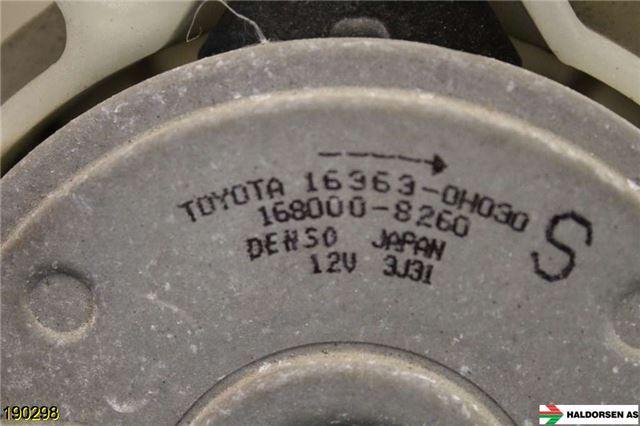 TOYOTA 16363-0H030
168000-8260
DENSO JAPAN
12V 3J31
S
190298
HALDORSEN AS